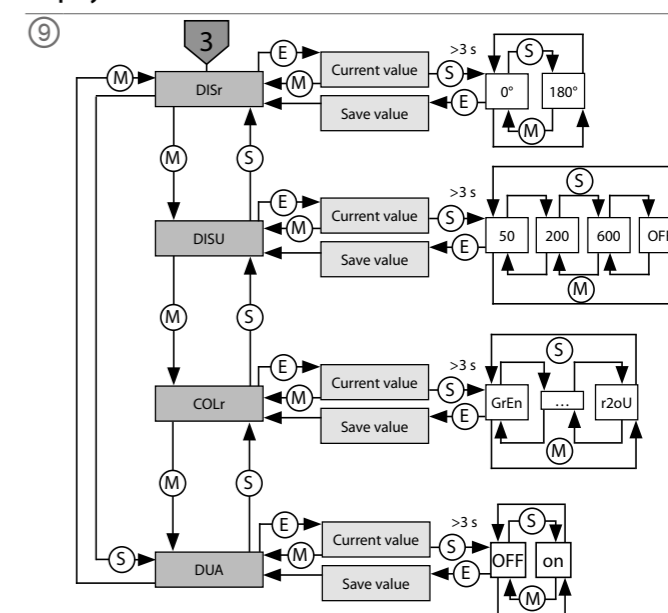 9
3
E
>3 s
S
M
DISr
Current value
S
0°
180°
M
E
M
Save value
M
S
E
>3 s
S
DISU
Current value
S
50
200
600
M
E
Save value
M
M
S
E
>3 s
S
COLr
Current value
S
GrEn
...
r2oU
M
E
Save value
M
M
S
E
>3 s
S
S
DUA
Current value
S
OFF
on
M
E
Save value
M